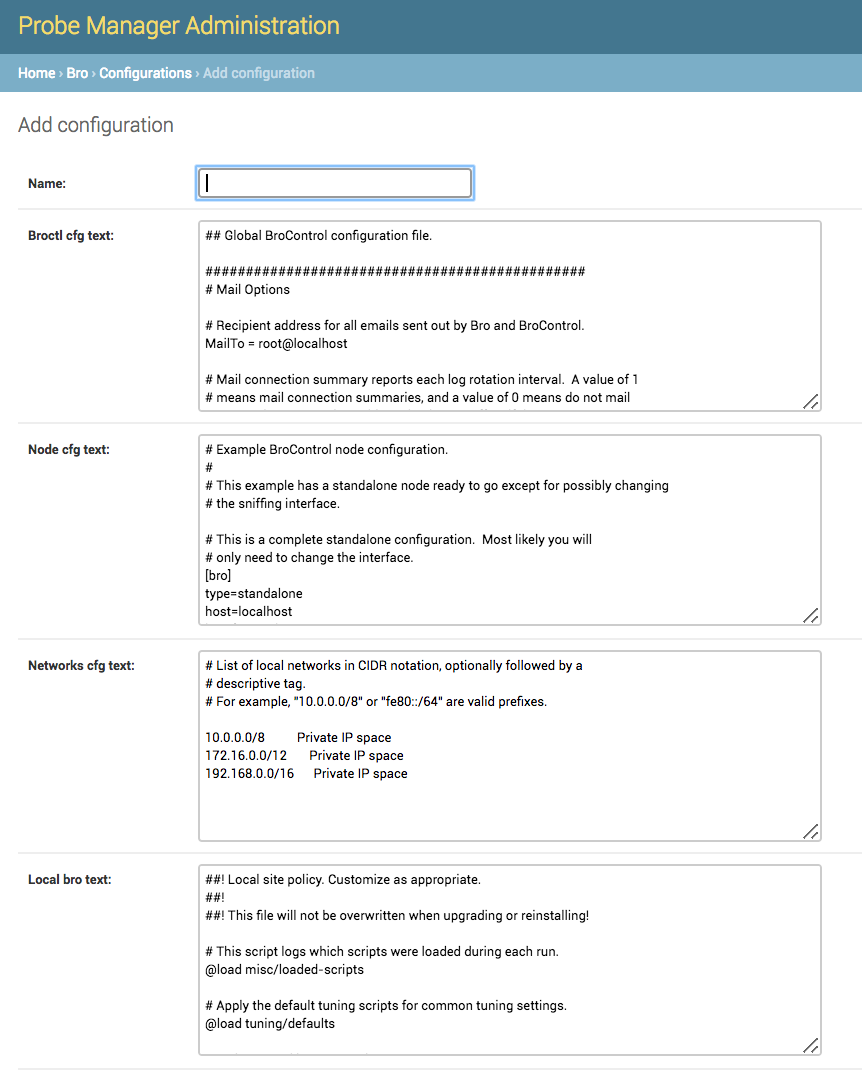 Probe Manager Administration
Home › Bro › Configurations › Add configuration
Add configuration
Name:
Broctl cfg text:
## Global BroControl configuration file.
###############################################
# Mail Options
# Recipient address for all emails sent out by Bro and BroControl.
MailTo = root@localhost
# Mail connection summary reports each log rotation interval.  A value of 1
# means mail connection summaries, and a value of 0 means do not mail
Node cfg text:
# Example BroControl node configuration.
#
# This example has a standalone node ready to go except for possibly changing
# the sniffing interface.
# This is a complete standalone configuration.  Most likely you will
# only need to change the interface.
[bro]
type=standalone
host=localhost
Networks cfg text:
# List of local networks in CIDR notation, optionally followed by a
# descriptive tag.
# For example, "10.0.0.0/8" or "fe80::/64" are valid prefixes.
10.0.0.0/8          Private IP space
172.16.0.0/12       Private IP space
192.168.0.0/16      Private IP space
Local bro text:
##! Local site policy. Customize as appropriate.
##!
##! This file will not be overwritten when upgrading or reinstalling!
# This script logs which scripts were loaded during each run.
@load misc/loaded-scripts
# Apply the default tuning scripts for common tuning settings.
@load tuning/defaults